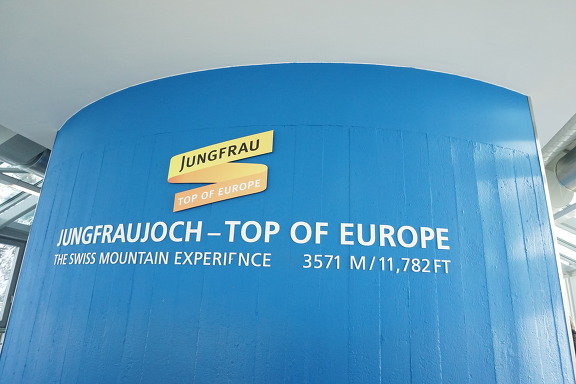 JUNGFRAU
TOP OF EUROPE
JUNGFRAUJOCH – TOP OF EUROPE
THE SWISS MOUNTAIN EXPERIENCE 3571 M / 11,782 FT